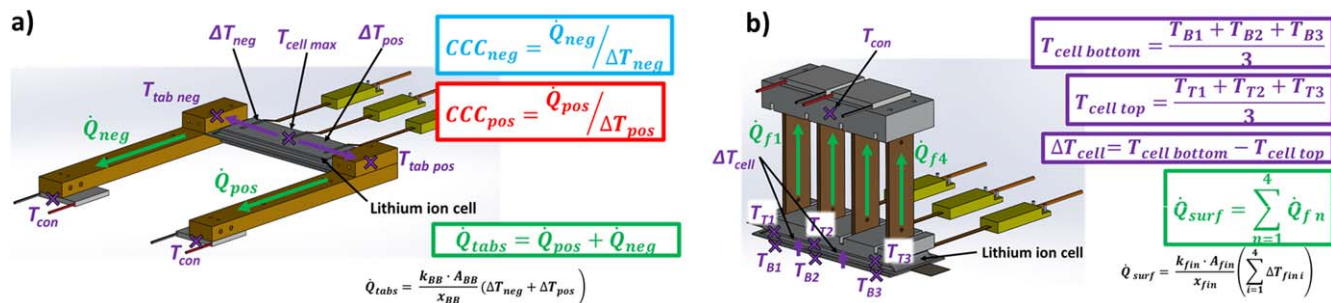 a)
ΔT_neg
T_cell max
ΔT_pos
T_tab neg
Q̇_neg
T_con
Q̇_pos
T_con
T_tab pos
Lithium ion cell
CCC_neg = Q̇_neg/ΔT_neg
CCC_pos = Q̇_pos/ΔT_pos
Q̇_tabs = Q̇_pos + Q̇_neg
Q̇_tabs = k_BB · A_BB / x_BB (ΔT_neg + ΔT_pos)
b)
T_con
Q̇_f1
Q̇_f4
ΔT_cell
T_T1
T_T2
T_T3
T_B1
T_B2
T_B3
Lithium ion cell
T_cell bottom = T_B1 + T_B2 + T_B3 / 3
T_cell top = T_T1 + T_T2 + T_T3 / 3
ΔT_cell = T_cell bottom − T_cell top
Q̇_surf = ∑_{n=1}^{4} Q̇_f n
Q̇_surf = k_fin · A_fin / x_fin (∑_{i=1}^{4} ΔT_fin i)